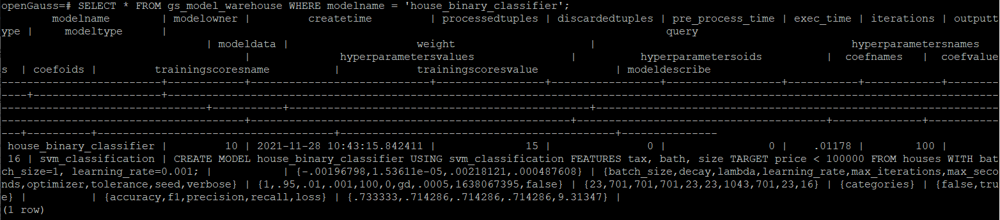 openGauss=# SELECT * FROM gs_model_warehouse WHERE modelname = 'house_binary_classifier';
        modelname        | modelowner |         createtime         | processedtuples | discardedtuples | pre_process_time | exec_time | iterations | outputt
ype |     modeltype      |                                                                              query
                                | modeldata |                    weight                     |                                        hyperparametersnames
                                      |              hyperparametersvalues               |          hyperparametersoids          |  coefnames   | coefvalue
s  | coefoids |         trainingscoresname          |            trainingscoresvalue            | modeldescribe
-------------------------+------------+----------------------------+-----------------+-----------------+------------------+-----------+------------+--------
----+--------------------+----------------------------------------------------------------------------------------------------------------------------------
--------------------------------+-----------+-----------------------------------------------+---------------------------------------------------------------
--------------------------------------+--------------------------------------------------+---------------------------------------+--------------+-----------
---+----------+-------------------------------------+-------------------------------------------+---------------
 house_binary_classifier |         10 | 2021-11-28 10:43:15.842411 |              15 |               0 |                0 |    .01178 |        100 |
 16 | svm_classification | CREATE MODEL house_binary_classifier USING svm_classification FEATURES tax, bath, size TARGET price < 100000 FROM houses WITH bat
ch_size=1, learning_rate=0.001; |           | {-.00196798,1.53611e-05,.00218121,.000487608} | {batch_size,decay,lambda,learning_rate,max_iterations,max_seco
nds,optimizer,tolerance,seed,verbose} | {1,.95,.01,.001,100,0,gd,.0005,1638067395,false} | {23,701,701,701,23,23,1043,701,23,16} | {categories} | {false,tru
e} |          | {accuracy,f1,precision,recall,loss} | {.733333,.714286,.714286,.714286,9.31347} |
(1 row)